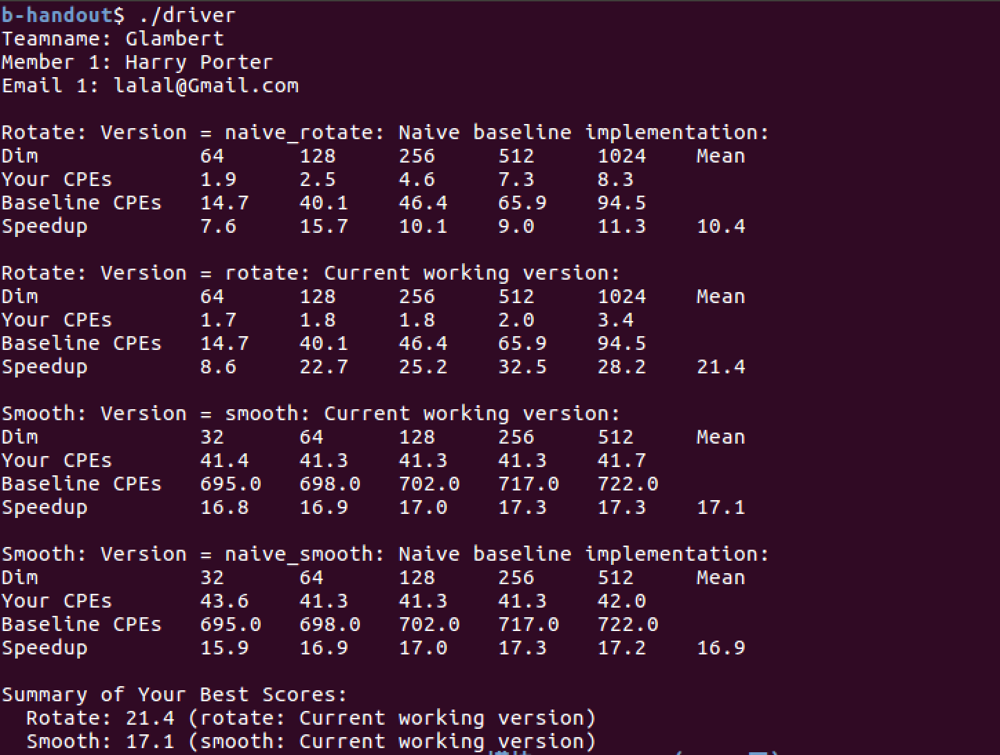 b-handout$ ./driver
Teamname: Glambert
Member 1: Harry Porter
Email 1: lalal@Gmail.com
Rotate: Version = naive_rotate: Naive baseline implementation:
Dim 64 128 256 512 1024 Mean
Your CPEs 1.9 2.5 4.6 7.3 8.3
Baseline CPEs 14.7 40.1 46.4 65.9 94.5
Speedup 7.6 15.7 10.1 9.0 11.3 10.4
Rotate: Version = rotate: Current working version:
Dim 64 128 256 512 1024 Mean
Your CPEs 1.7 1.8 1.8 2.0 3.4
Baseline CPEs 14.7 40.1 46.4 65.9 94.5
Speedup 8.6 22.7 25.2 32.5 28.2 21.4
Smooth: Version = smooth: Current working version:
Dim 32 64 128 256 512 Mean
Your CPEs 41.4 41.3 41.3 41.3 41.7
Baseline CPEs 695.0 698.0 702.0 717.0 722.0
Speedup 16.8 16.9 17.0 17.3 17.3 17.1
Smooth: Version = naive_smooth: Naive baseline implementation:
Dim 32 64 128 256 512 Mean
Your CPEs 43.6 41.3 41.3 41.3 42.0
Baseline CPEs 695.0 698.0 702.0 717.0 722.0
Speedup 15.9 16.9 17.0 17.3 17.2 16.9
Summary of Your Best Scores:
Rotate: 21.4 (rotate: Current working version)
Smooth: 17.1 (smooth: Current working version)